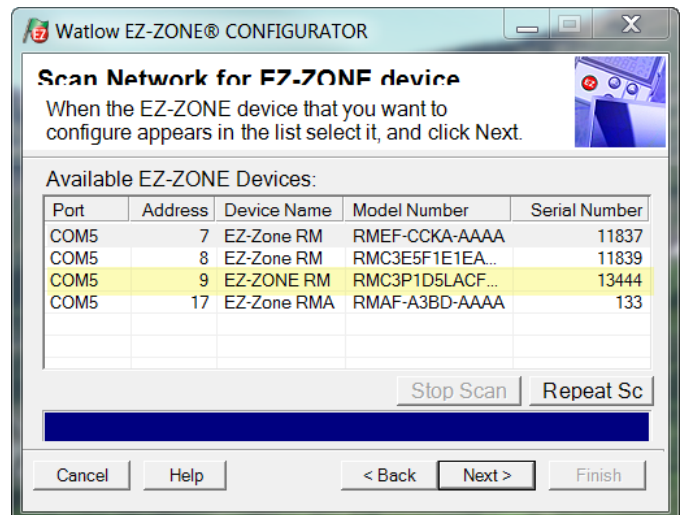 Watlow EZ-ZONE® CONFIGURATOR
Scan Network for EZ-ZONE device
When the EZ-ZONE device that you want to
configure appears in the list select it, and click Next.
Available EZ-ZONE Devices:
Port Address Device Name Model Number Serial Number
COM5 7 EZ-Zone RM RMEF-CCKA-AAAA 11837
COM5 8 EZ-Zone RM RMC3E5F1E1EA... 11839
COM5 9 EZ-ZONE RM RMC3P1D5LACF... 13444
COM5 17 EZ-Zone RMA RMAF-A3BD-AAAA 133
Stop Scan Repeat Sc
Cancel Help < Back Next > Finish